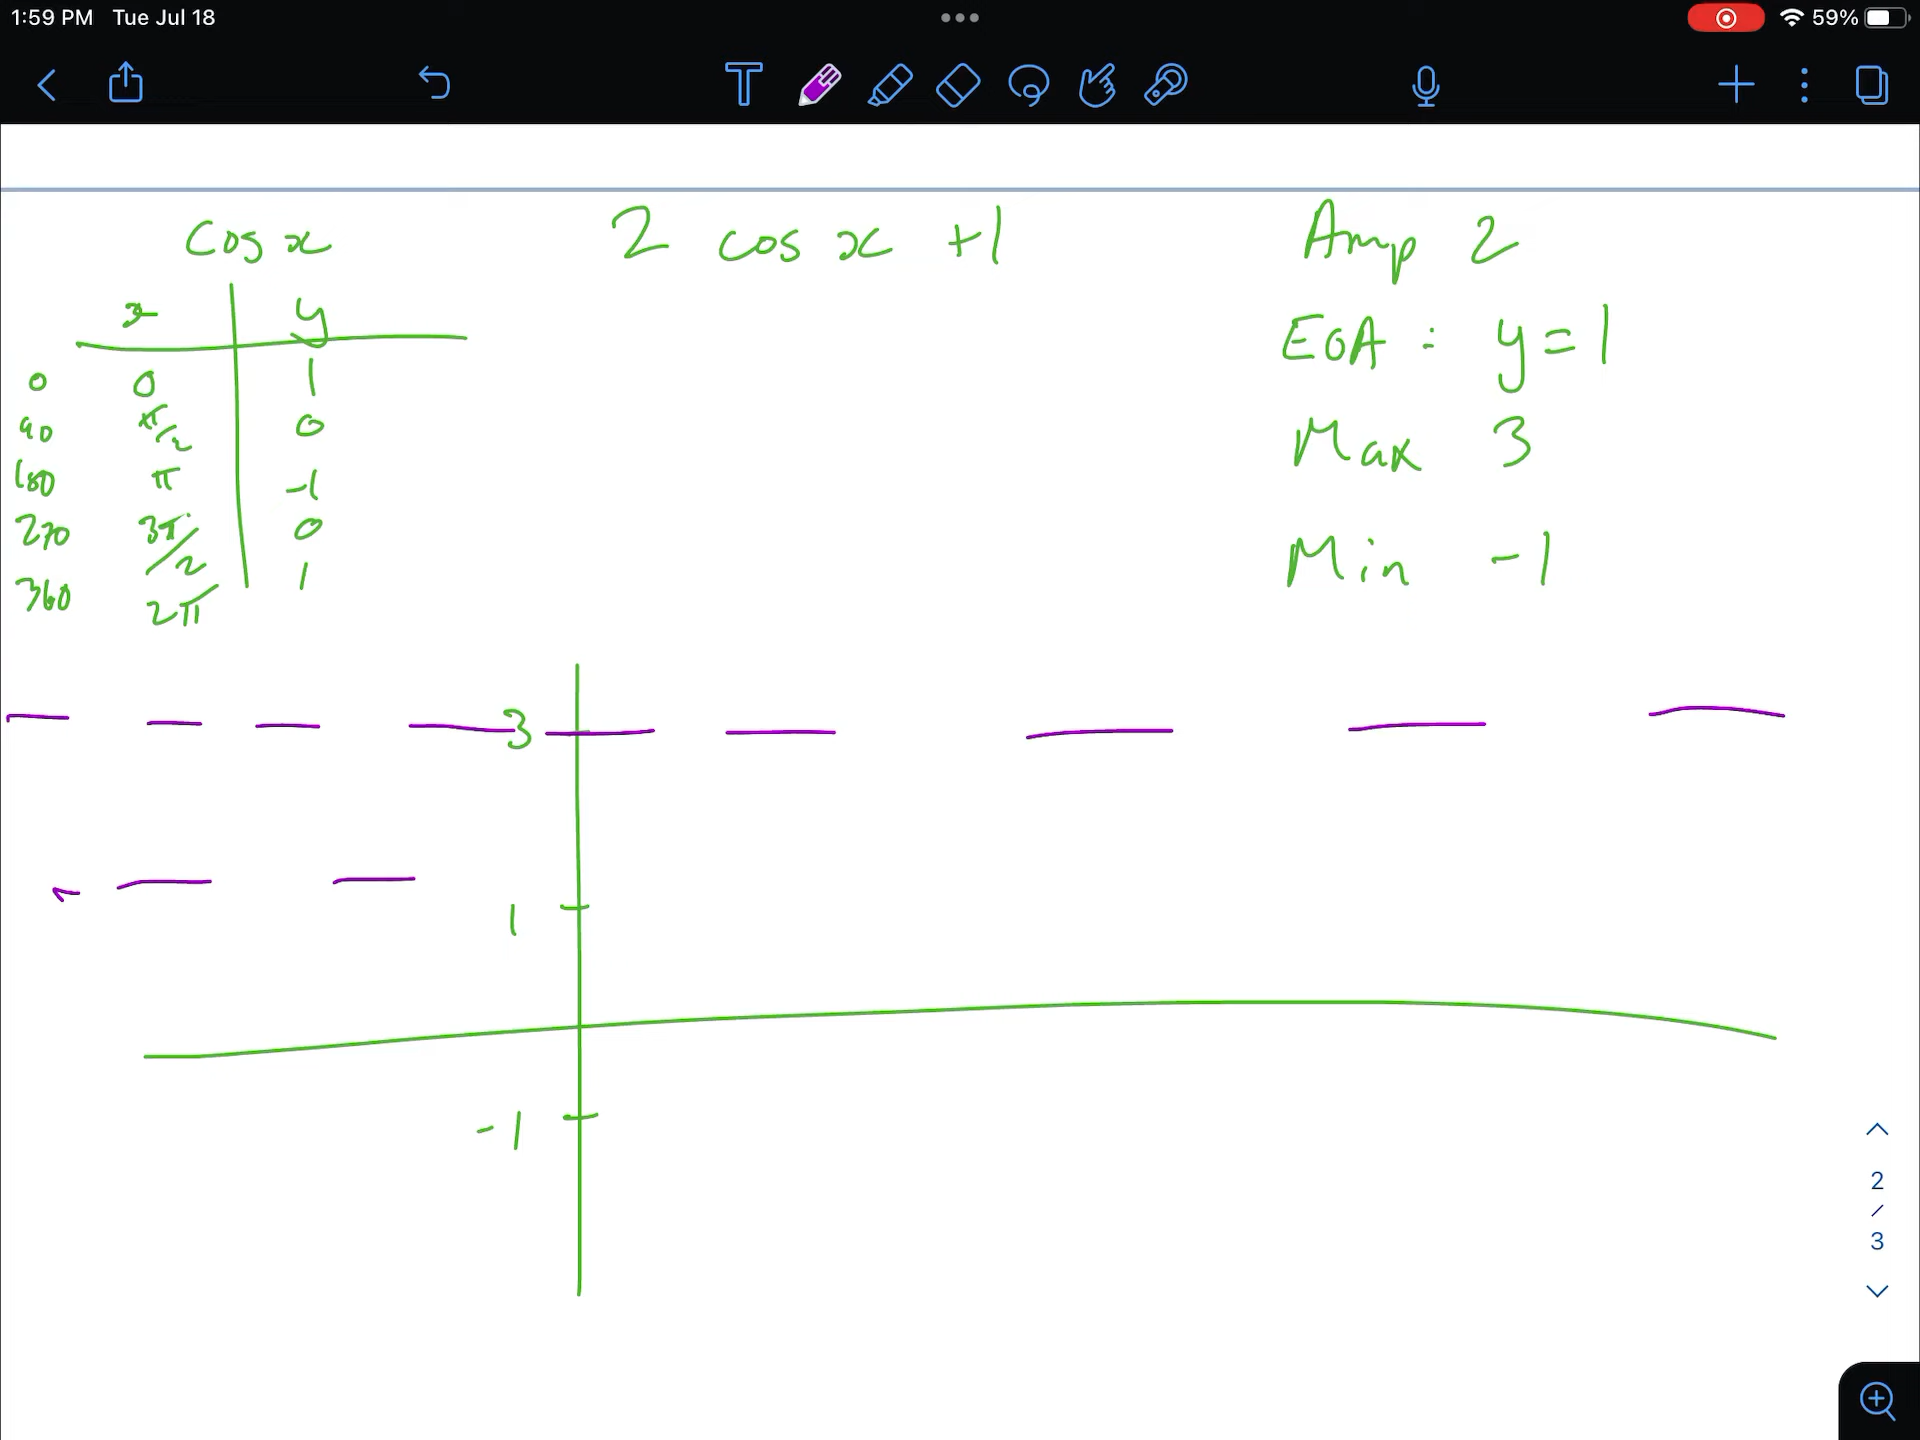 1:59 PM Tue Jul 18
59%
T
Cos x 2 cos x +1 Amp 2
x y EOA : y=1
0 0 1
90 π/2 0 Max 3
180 π -1
270 3π/2 0 Min -1
360 2π 1
3
1
-1
2
/
3